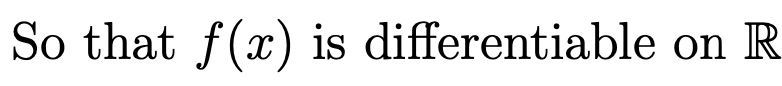 So that f(x) is differentiable on ℝ